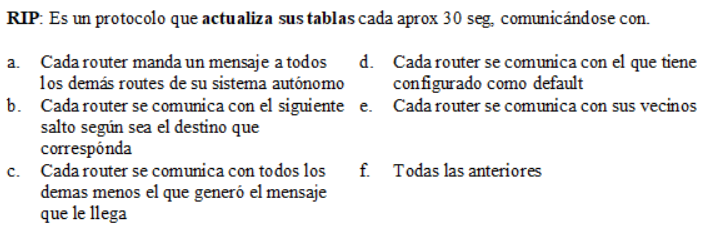 RIP: Es un protocolo que actualiza sus tablas cada aprox 30 seg, comunicándose con.
a. Cada router manda un mensaje a todos
los demás routes de su sistema autónomo
b. Cada router se comunica con el siguiente
salto según sea el destino que
correspónda
c. Cada router se comunica con todos los
demas menos el que generó el mensaje
que le llega
d. Cada router se comunica con el que tiene
configurado como default
e. Cada router se comunica con sus vecinos
f. Todas las anteriores